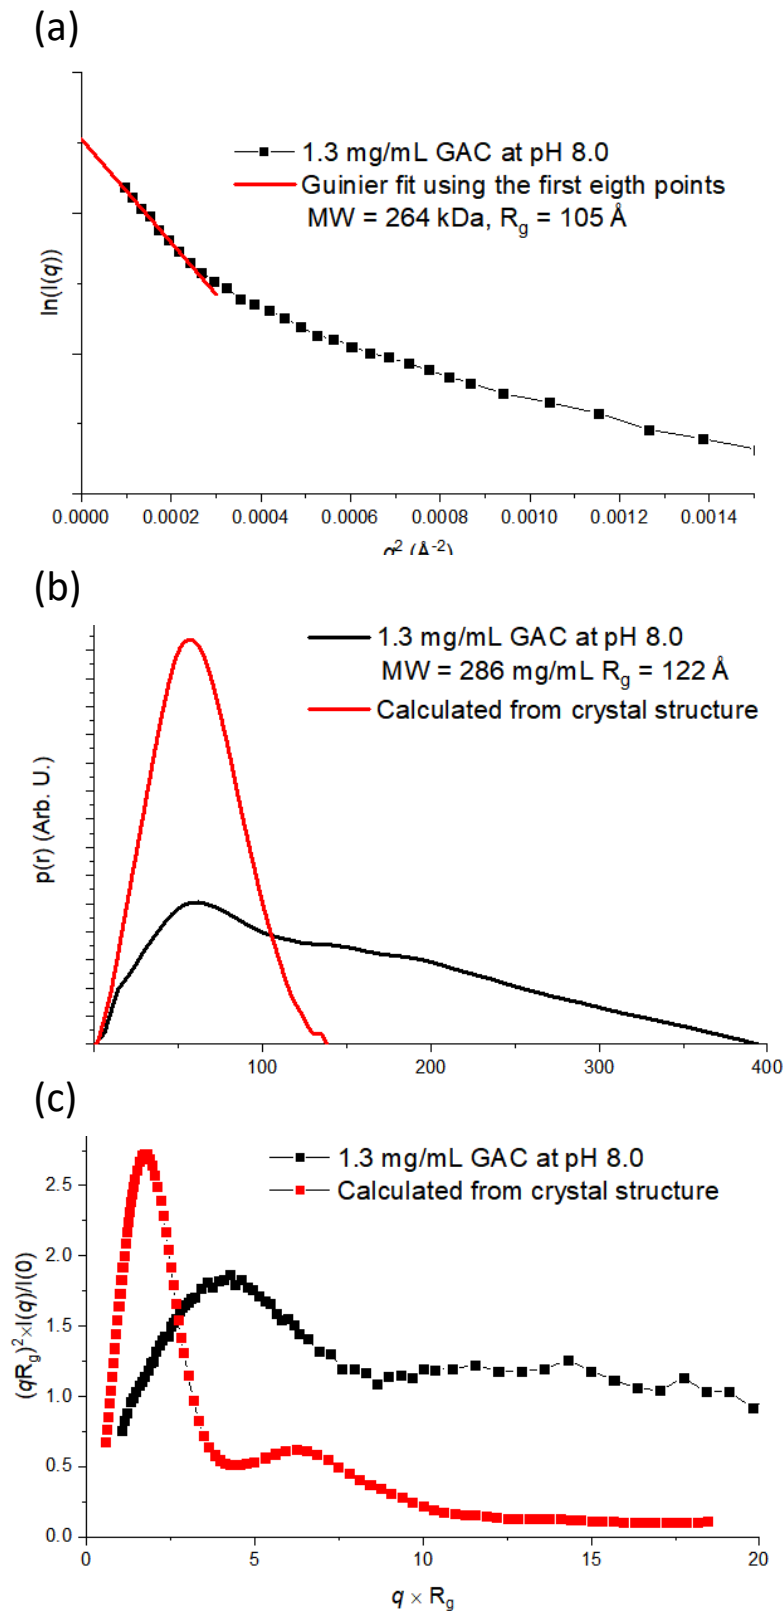 (a)
1.3 mg/mL GAC at pH 8.0
Guinier fit using the first eigth points
MW = 264 kDa, Rg = 105 Å
ln(I(q))
0.0000 0.0002 0.0004 0.0006 0.0008 0.0010 0.0012 0.0014
q² (Å⁻²)
(b)
1.3 mg/mL GAC at pH 8.0
MW = 286 mg/mL Rg = 122 Å
Calculated from crystal structure
p(r) (Arb. U.)
100 200 300 400
(c)
1.3 mg/mL GAC at pH 8.0
Calculated from crystal structure
(qRg)²×I(q)/I(0)
2.5
2.0
1.5
1.0
0.5
0.0
0 5 10 15 20
q × Rg